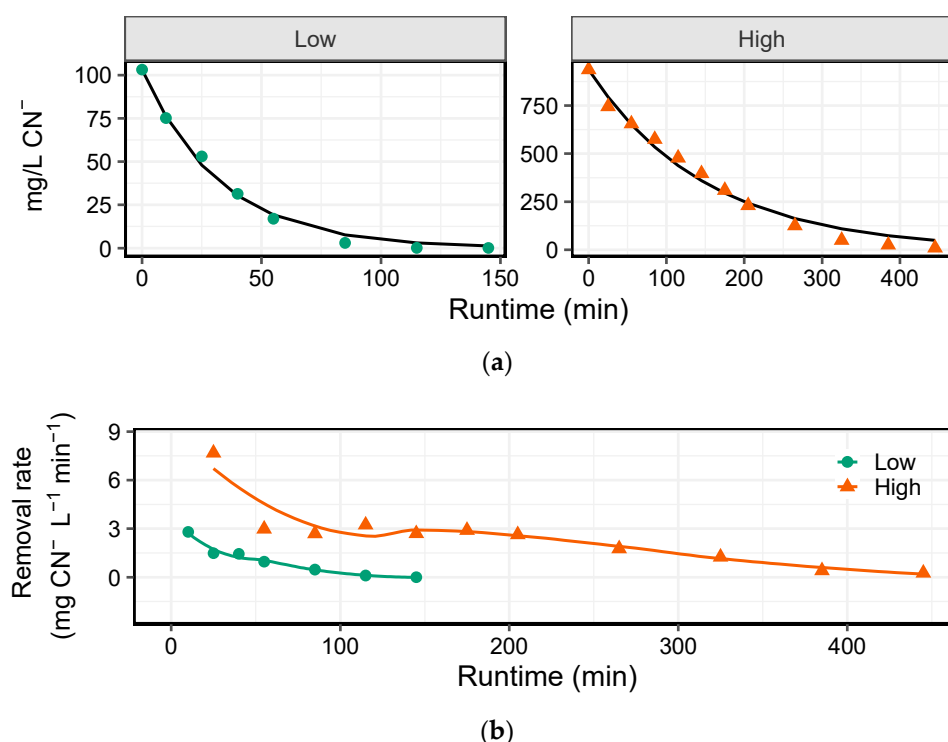 Low High
mg/L CN⁻
100
75
50
25
0
750
500
250
0
0 50 100 150 0 100 200 300 400
Runtime (min)
(a)
Removal rate
(mg CN⁻ L⁻¹ min⁻¹)
9
6
3
0
Low
High
0 100 200 300 400
Runtime (min)
(b)